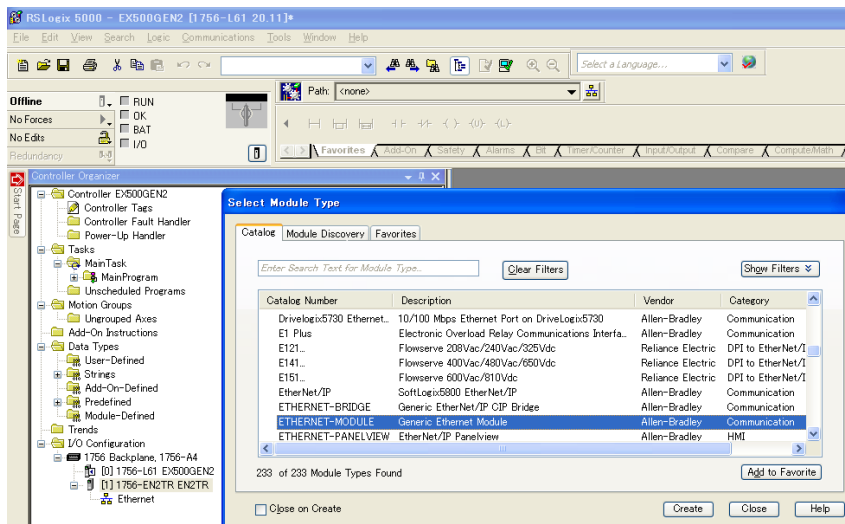 RSLogix 5000 - EX500GEN2 [1756-L61 20.11]*
File Edit View Search Logic Communications Tools Window Help
Select a Language...
Path: <none>
Offline
RUN
No Forces
OK
BAT
No Edits
I/O
Redundancy
Favorites Add-On Safety Alarms Bit Timer/Counter Input/Output Compare Compute/Math
Start Page
Controller Organizer
Controller EX500GEN2
Controller Tags
Controller Fault Handler
Power-Up Handler
Tasks
MainTask
MainProgram
Unscheduled Programs
Motion Groups
Ungrouped Axes
Add-On Instructions
Data Types
User-Defined
Strings
Add-On-Defined
Predefined
Module-Defined
Trends
I/O Configuration
1756 Backplane, 1756-A4
[0] 1756-L61 EX500GEN2
[1] 1756-EN2TR EN2TR
Ethernet
Select Module Type
Catalog Module Discovery Favorites
Enter Search Text for Module Type...
Clear Filters
Show Filters
Catalog Number Description Vendor Category
Drivelogix5730 Ethernet... 10/100 Mbps Ethernet Port on DriveLogix5730 Allen-Bradley Communication
E1 Plus Electronic Overload Relay Communications Interfa... Allen-Bradley Communication
E121... Flowserve 208Vac/240Vac/325Vdc Reliance Electric DPI to EtherNet/I
E141... Flowserve 400Vac/480Vac/650Vdc Reliance Electric DPI to EtherNet/I
E151... Flowserve 600Vac/810Vdc Reliance Electric DPI to EtherNet/I
EtherNet/IP SoftLogix5800 EtherNet/IP Allen-Bradley Communication
ETHERNET-BRIDGE Generic EtherNet/IP CIP Bridge Allen-Bradley Communication
ETHERNET-MODULE Generic Ethernet Module Allen-Bradley Communication
ETHERNET-PANELVIEW EtherNet/IP Panelview Allen-Bradley HMI
233 of 233 Module Types Found
Add to Favorite
Close on Create
Create Close Help